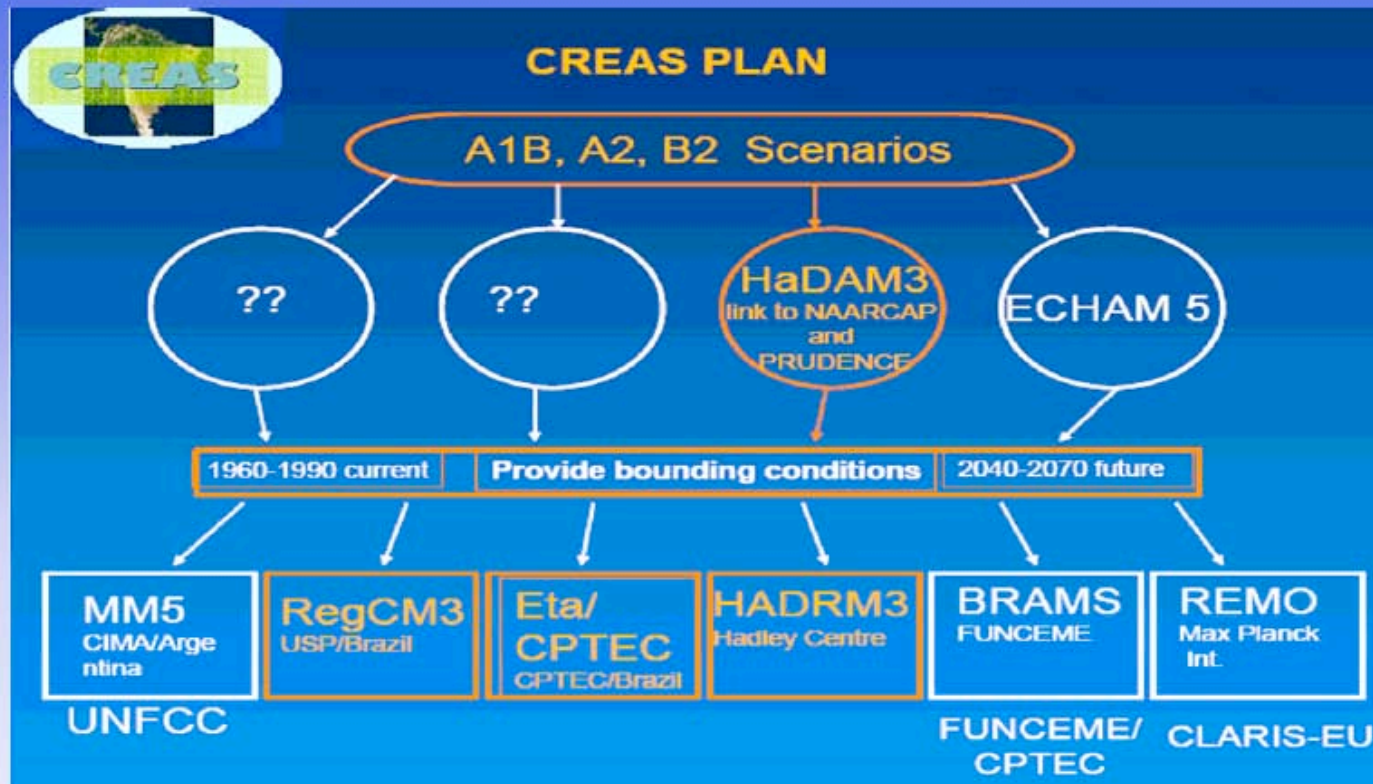 CREAS
CREAS PLAN
A1B, A2, B2 Scenarios
??
??
HaDAM3
link to NAARCAP
and
PRUDENCE
ECHAM 5
1960-1990 current
Provide bounding conditions
2040-2070 future
MM5
CIMA/Arge
ntina
RegCM3
USP/Brazil
Eta/
CPTEC
CPTEC/Brazil
HADRM3
Hadley Centre
BRAMS
FUNCEME
REMO
Max Planck
Int.
UNFCC
FUNCEME/
CPTEC
CLARIS-EU